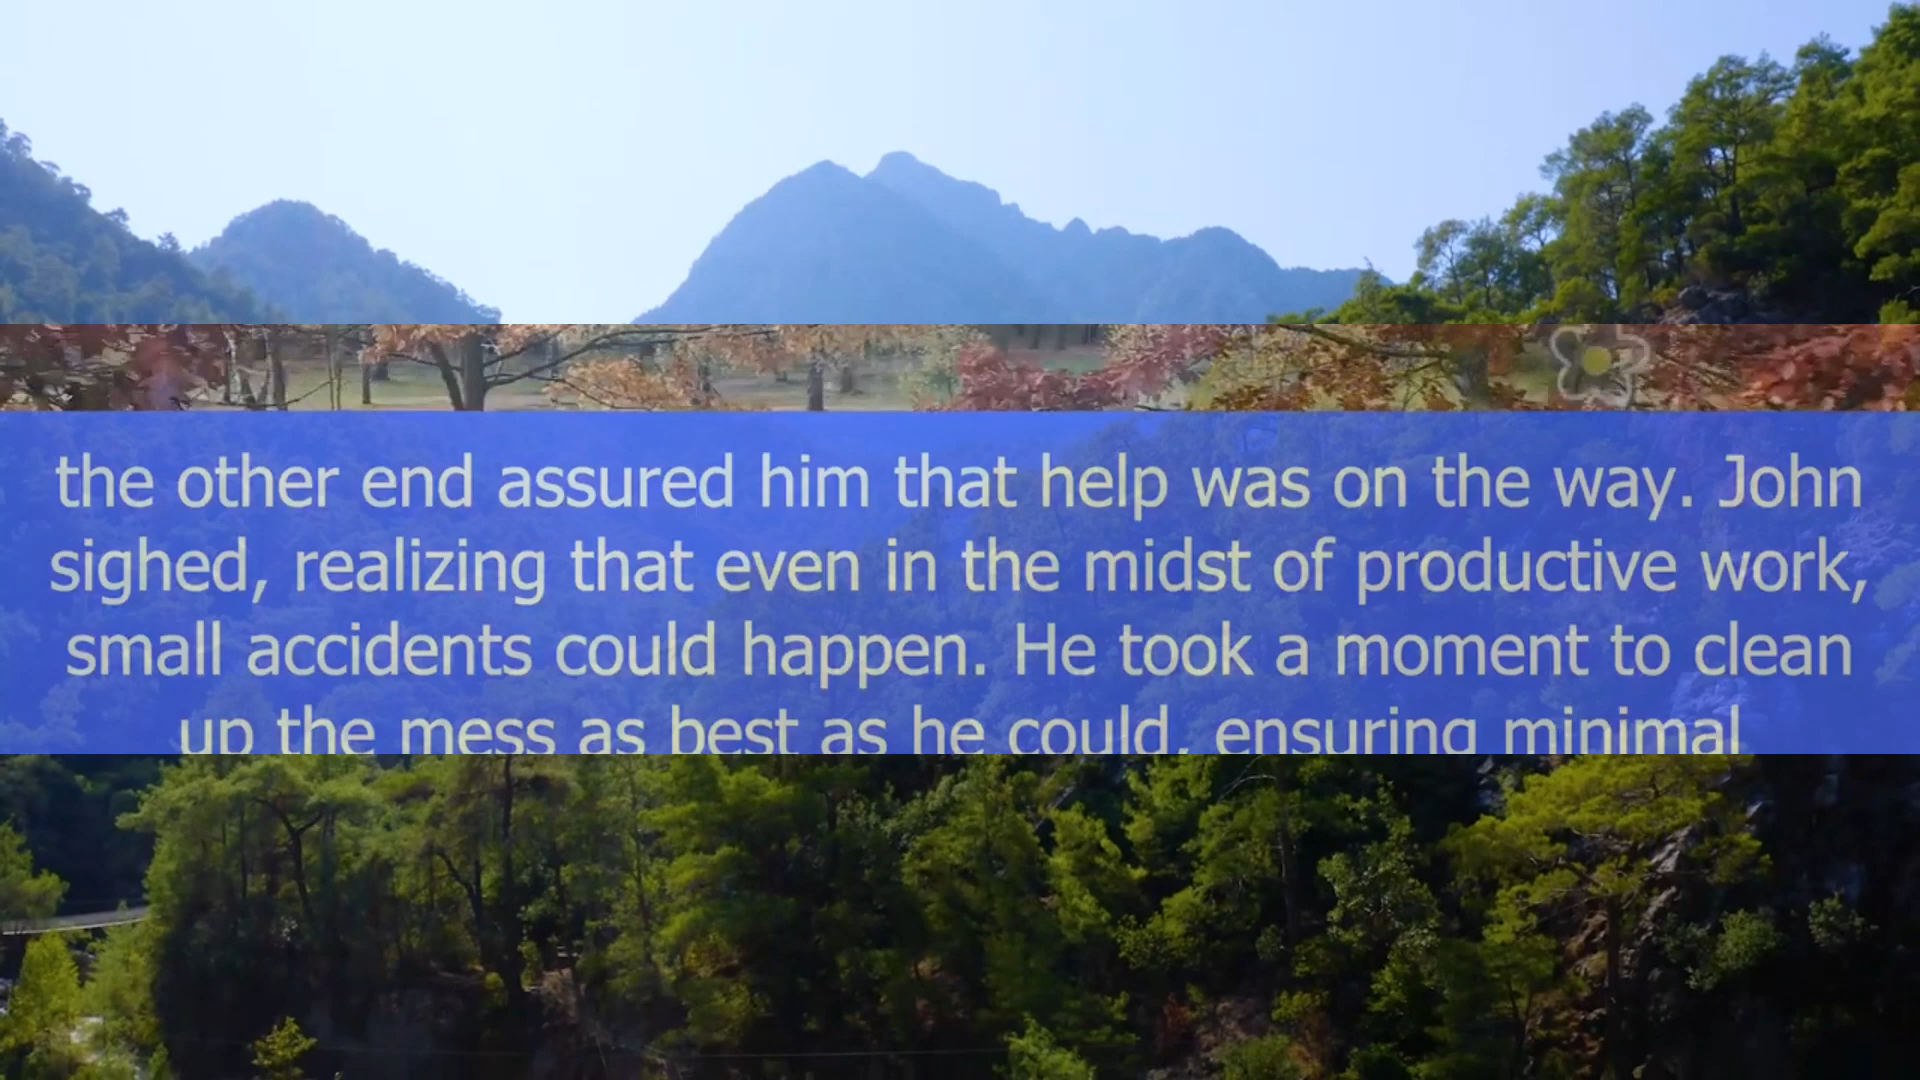 the other end assured him that help was on the way. John
sighed, realizing that even in the midst of productive work,
small accidents could happen. He took a moment to clean
up the mess as best as he could, ensuring minimal